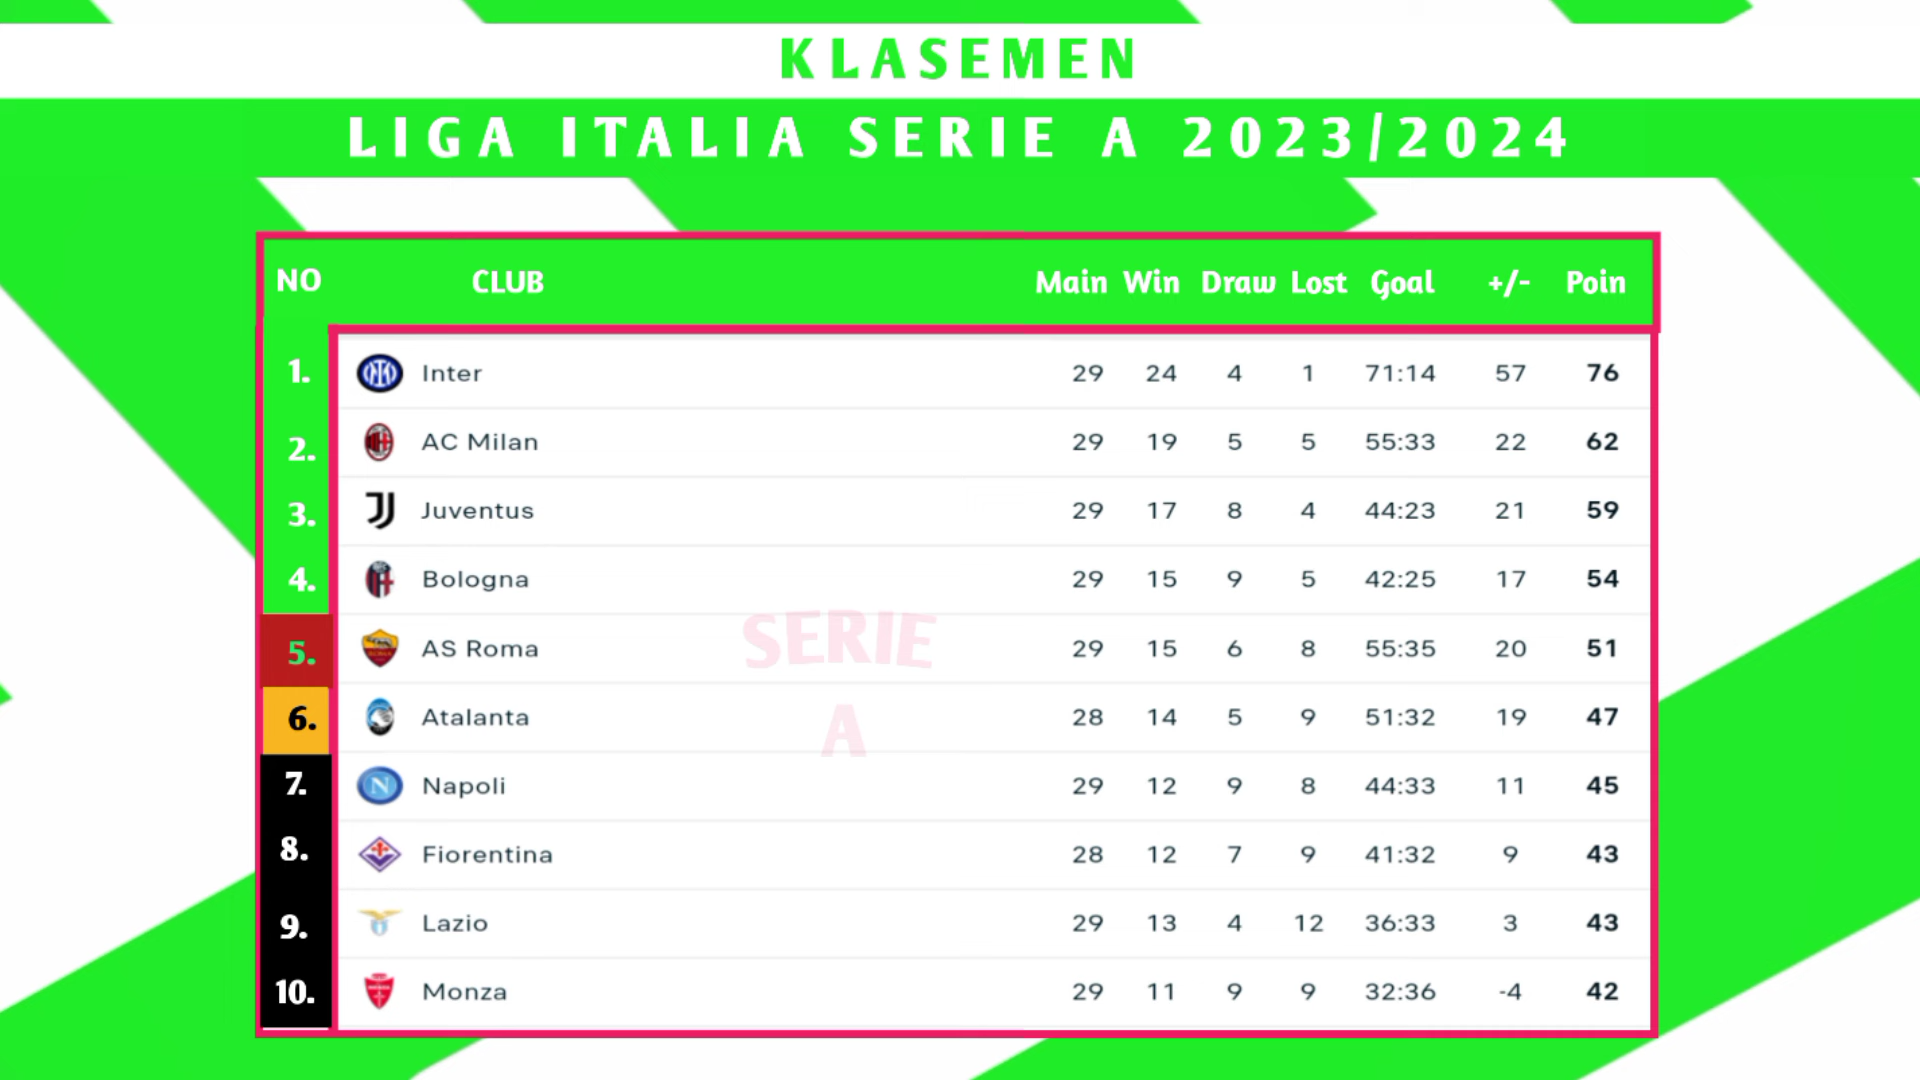 KLASEMEN
LIGA ITALIA SERIE A 2023/2024
NO CLUB Main Win Draw Lost Goal +/- Poin
1. Inter 29 24 4 1 71:14 57 76
2. AC Milan 29 19 5 5 55:33 22 62
3. Juventus 29 17 8 4 44:23 21 59
4. Bologna 29 15 9 5 42:25 17 54
5. AS Roma 29 15 6 8 55:35 20 51
6. Atalanta 28 14 5 9 51:32 19 47
7. Napoli 29 12 9 8 44:33 11 45
8. Fiorentina 28 12 7 9 41:32 9 43
9. Lazio 29 13 4 12 36:33 3 43
10. Monza 29 11 9 9 32:36 -4 42
SERIE
A